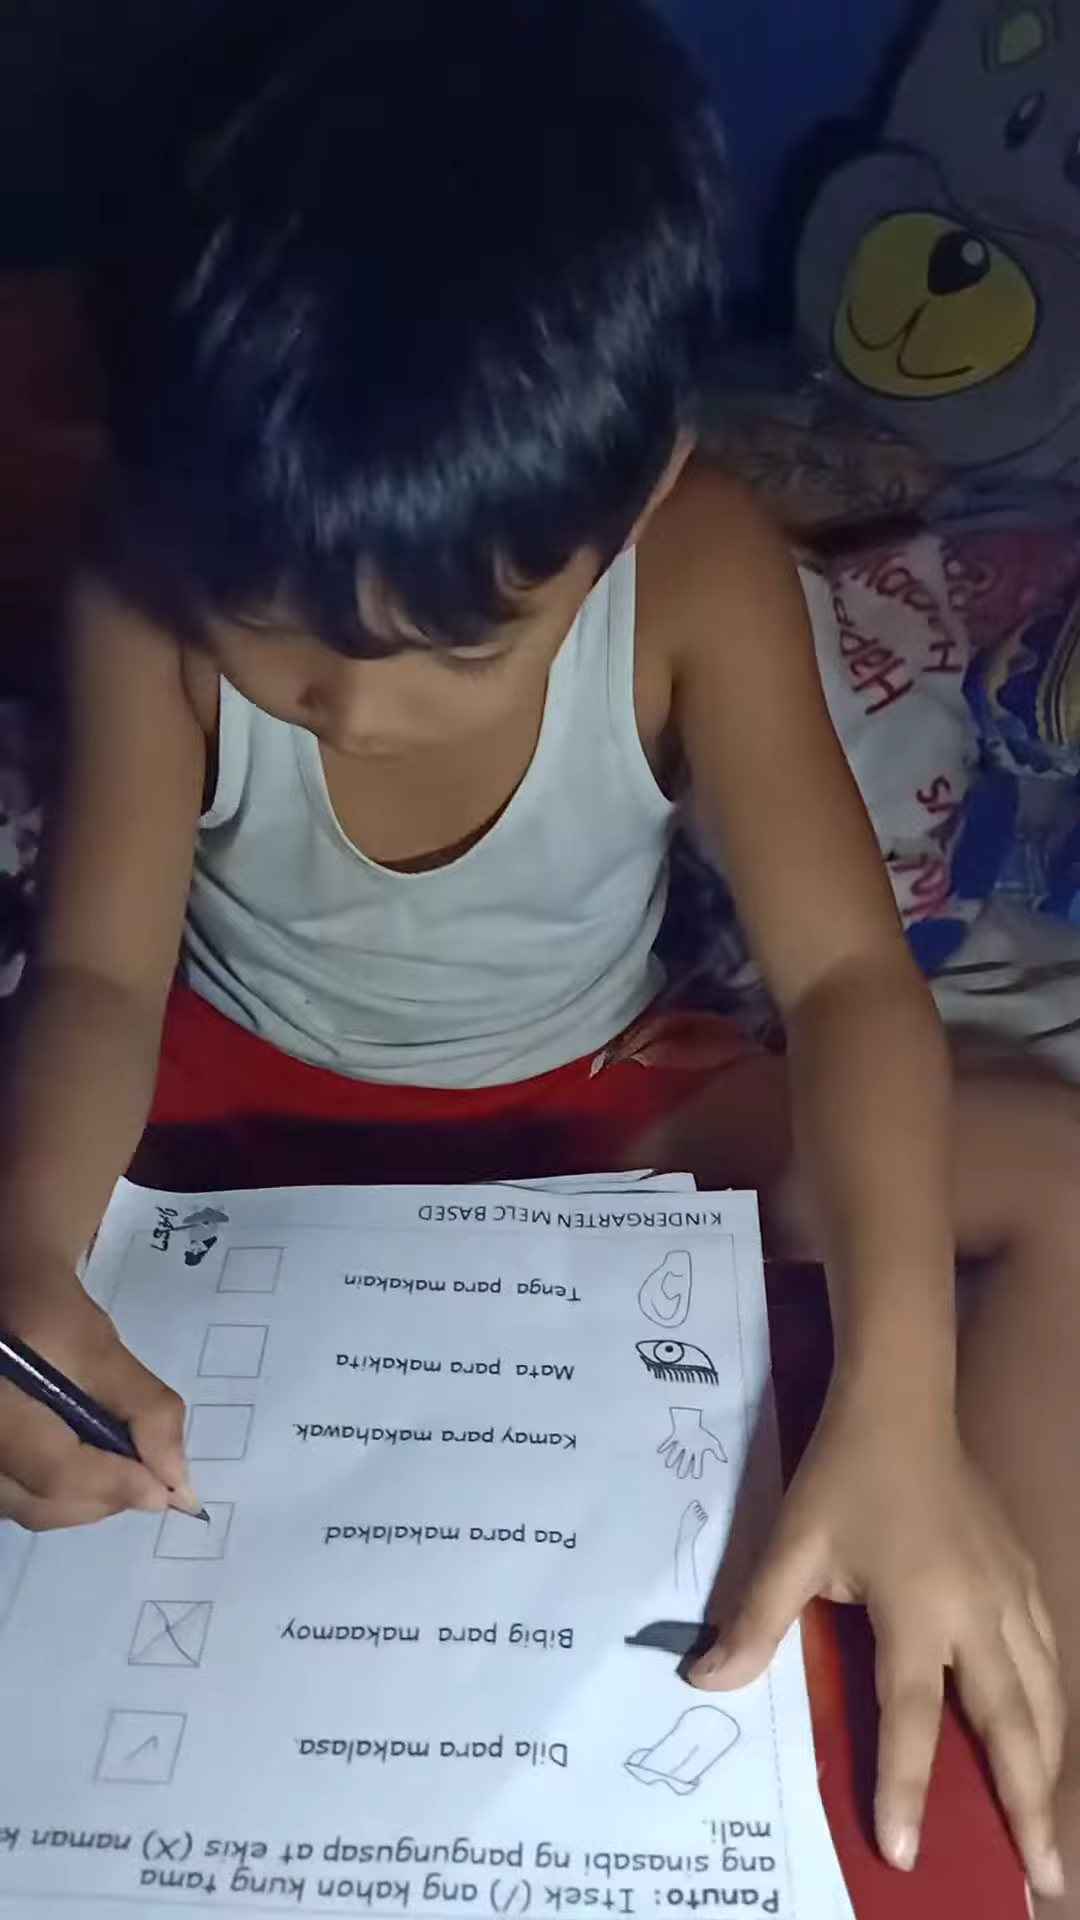 Panuto: Itsek (/) ang kahon kung tama
ang sinasabi ng pangungusap at ekis (X) naman
mali.
Dila para makalasa.
Bibig para makaamoy.
Paa para makalakad.
Kamay para makahawak.
Mata para makakita
Tenga para makakain
KINDERGARTEN MELC BASED